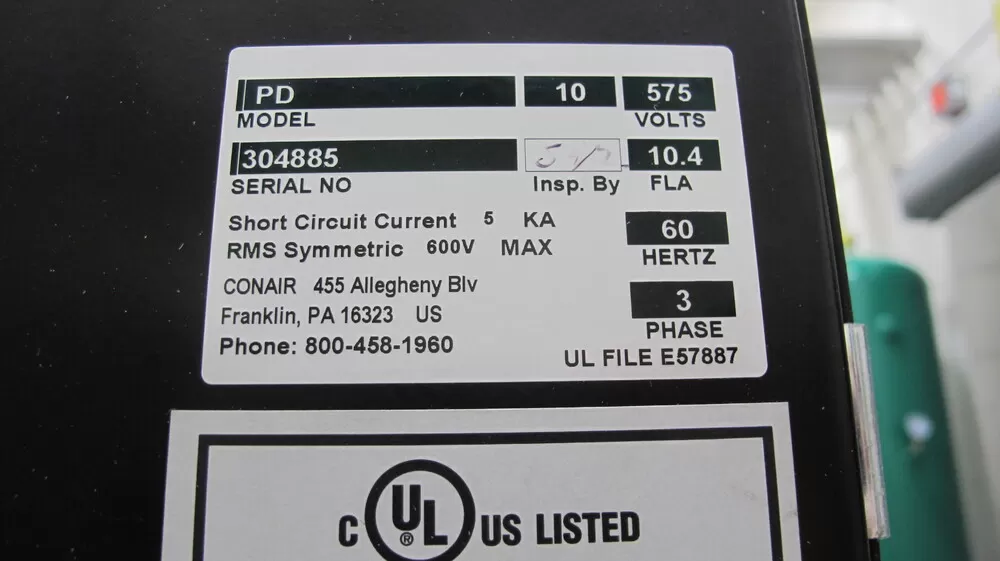 PD 10 575
MODEL VOLTS
304885 10.4
SERIAL NO Insp. By FLA
Short Circuit Current 5 KA
60
RMS Symmetric 600V MAX
HERTZ
CONAIR 455 Allegheny Blv
3
Franklin, PA 16323 US
PHASE
Phone: 800-458-1960
UL FILE E57887
C UL ® US LISTED